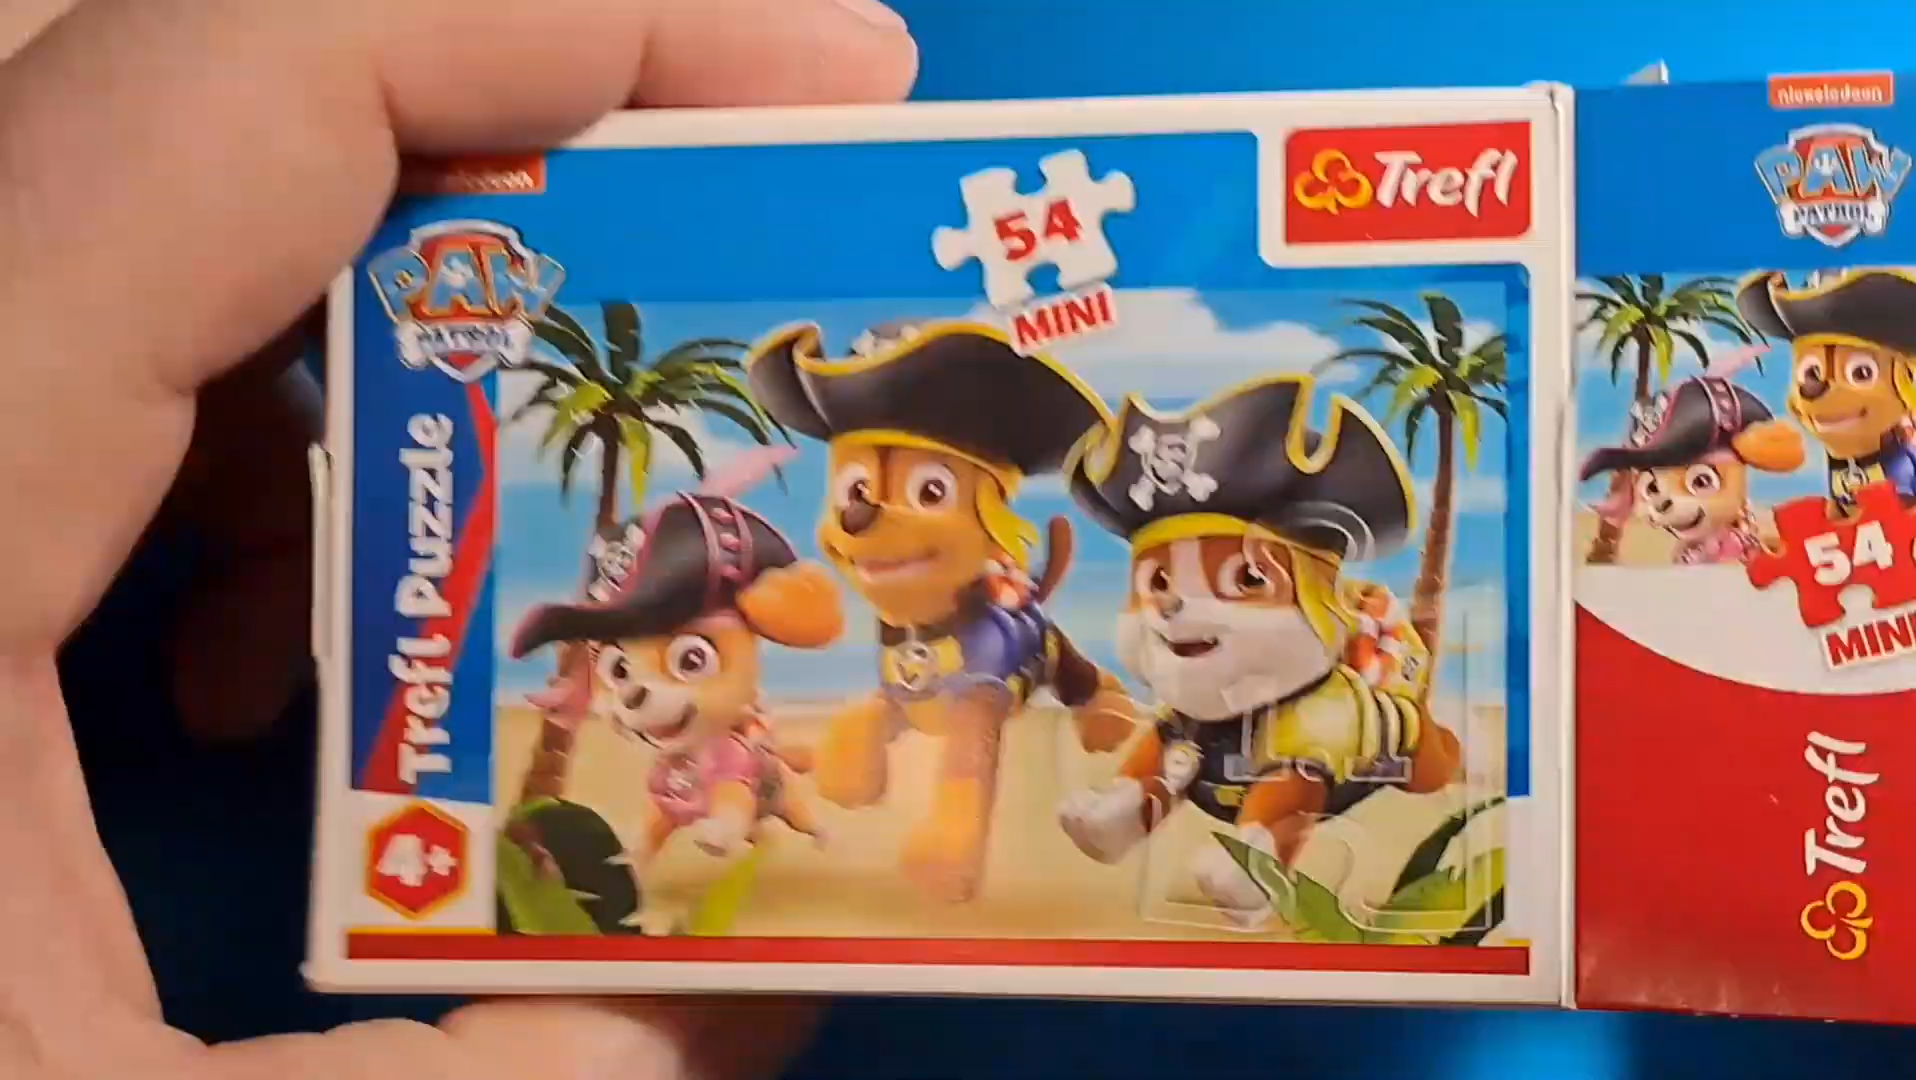 PAW
PATROL
54
MINI
Trefl
Trefl Puzzle
4+
nickelodeon
PAW
PATROL
54
MINI
Trefl